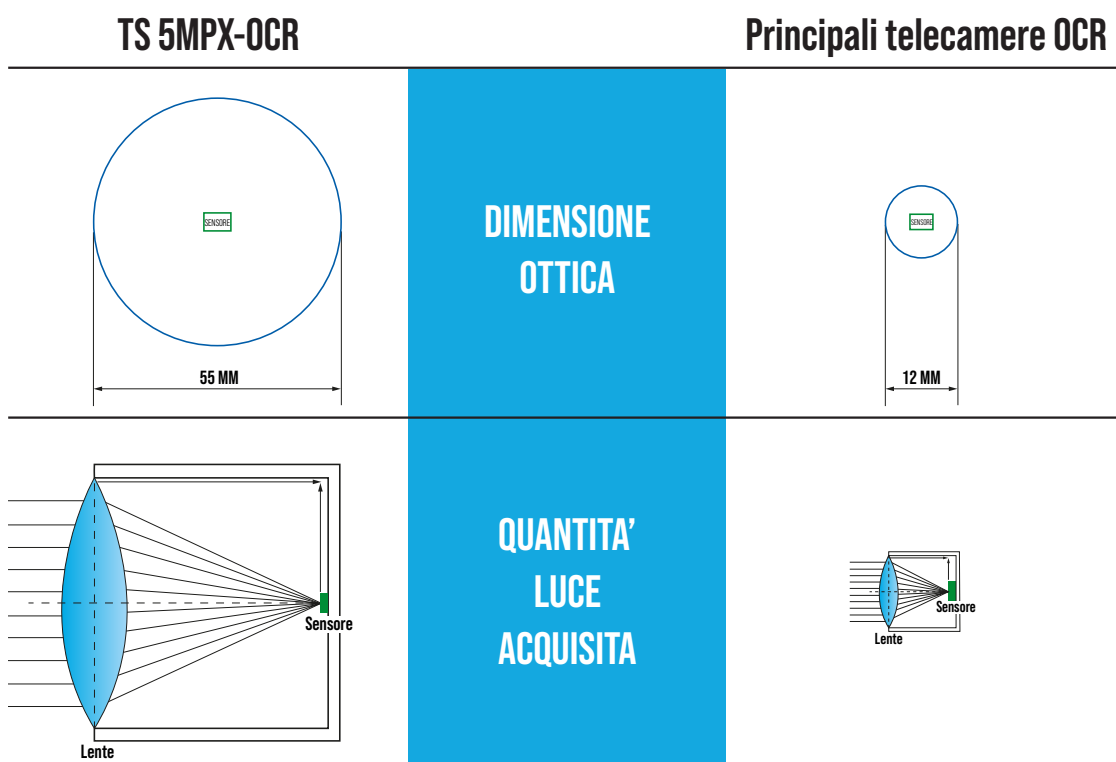 TS 5MPX-OCR
Principali telecamere OCR
SENSORE
DIMENSIONE
OTTICA
SENSORE
55 MM
12 MM
QUANTITA’
LUCE
ACQUISITA
Sensore
Lente
Sensore
Lente